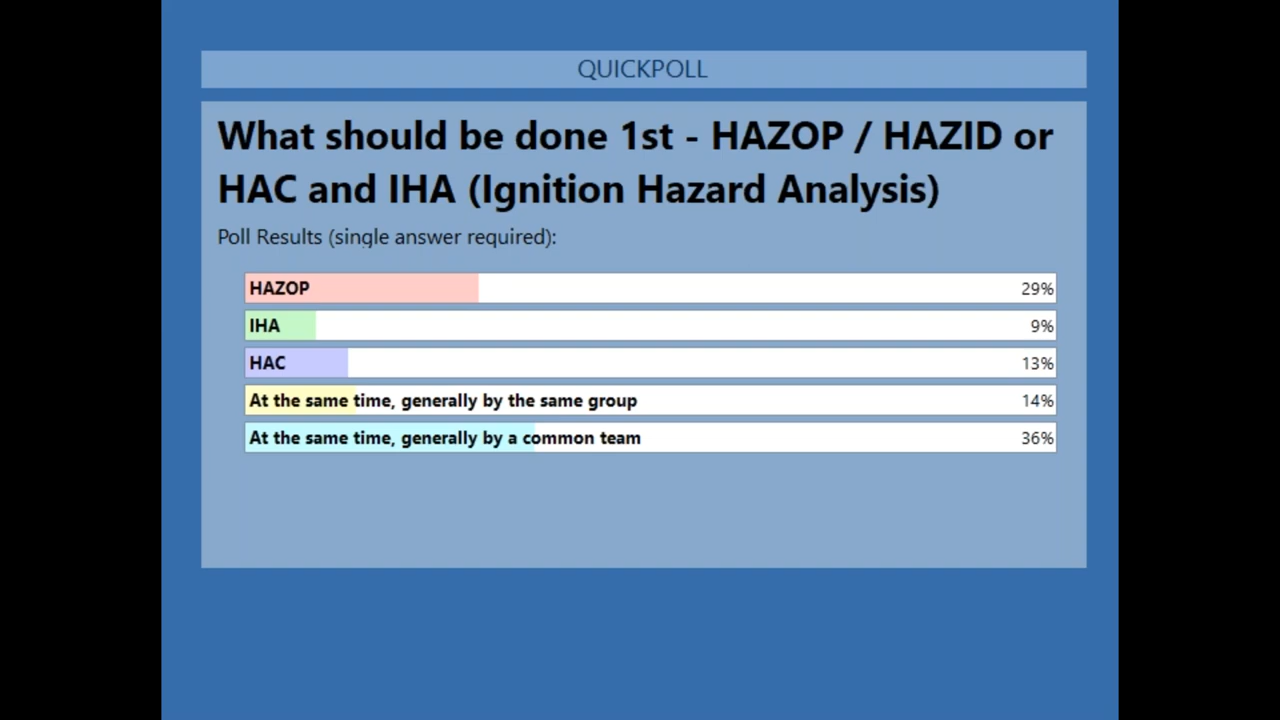 QUICKPOLL
What should be done 1st - HAZOP / HAZID or
HAC and IHA (Ignition Hazard Analysis)
Poll Results (single answer required):
HAZOP 29%
IHA 9%
HAC 13%
At the same time, generally by the same group 14%
At the same time, generally by a common team 36%